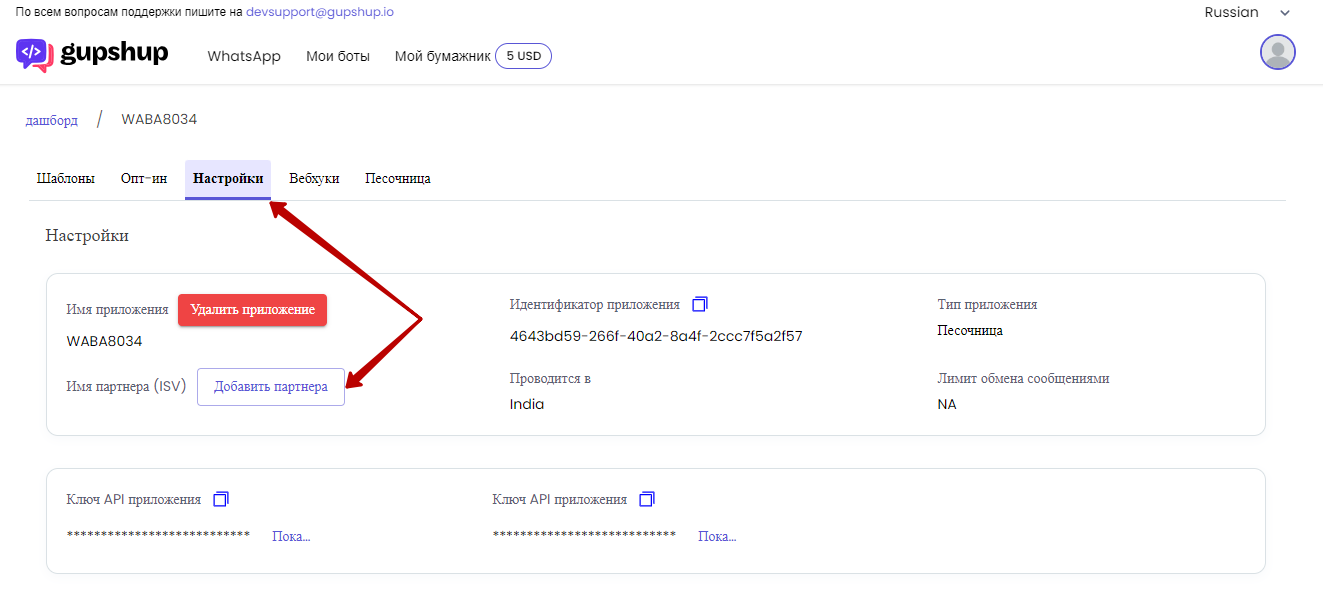 По всем вопросам поддержки пишите на devsupport@gupshup.io
Russian
</> gupshup
WhatsApp Мои боты Мой бумажник 5 USD
дашборд / WABA8034
Шаблоны Опт-ин Настройки Вебхуки Песочница
Настройки
Имя приложения Удалить приложение
WABA8034
Имя партнера (ISV) Добавить партнера
Идентификатор приложения
4643bd59-266f-40a2-8a4f-2ccc7f5a2f57
Проводится в
India
Тип приложения
Песочница
Лимит обмена сообщениями
NA
Ключ API приложения
*************************** Пока...
Ключ API приложения
*************************** Пока...